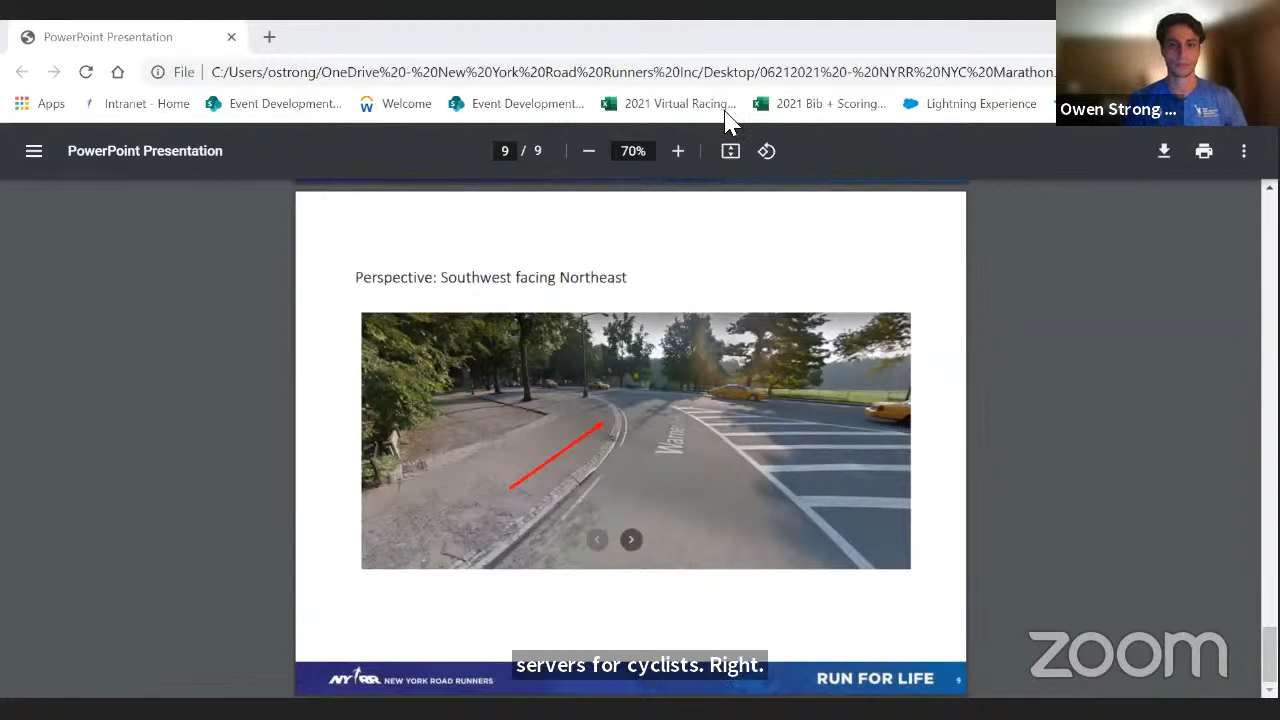 PowerPoint Presentation
File
C:/Users/ostrong/OneDrive%20-%20New%20York%20Road%20Runners%20Inc/Desktop/06212021%20-%20NYRR%20NYC%20Marathon.
Apps
Intranet - Home
Event Development...
Welcome
Event Development...
2021 Virtual Racing...
2021 Bib + Scoring...
Lightning Experience
Owen Strong ...
PowerPoint Presentation
9 / 9
70%
Perspective: Southwest facing Northeast
servers for cyclists. Right.
NYRR NEW YORK ROAD RUNNERS
RUN FOR LIFE
9
zoom